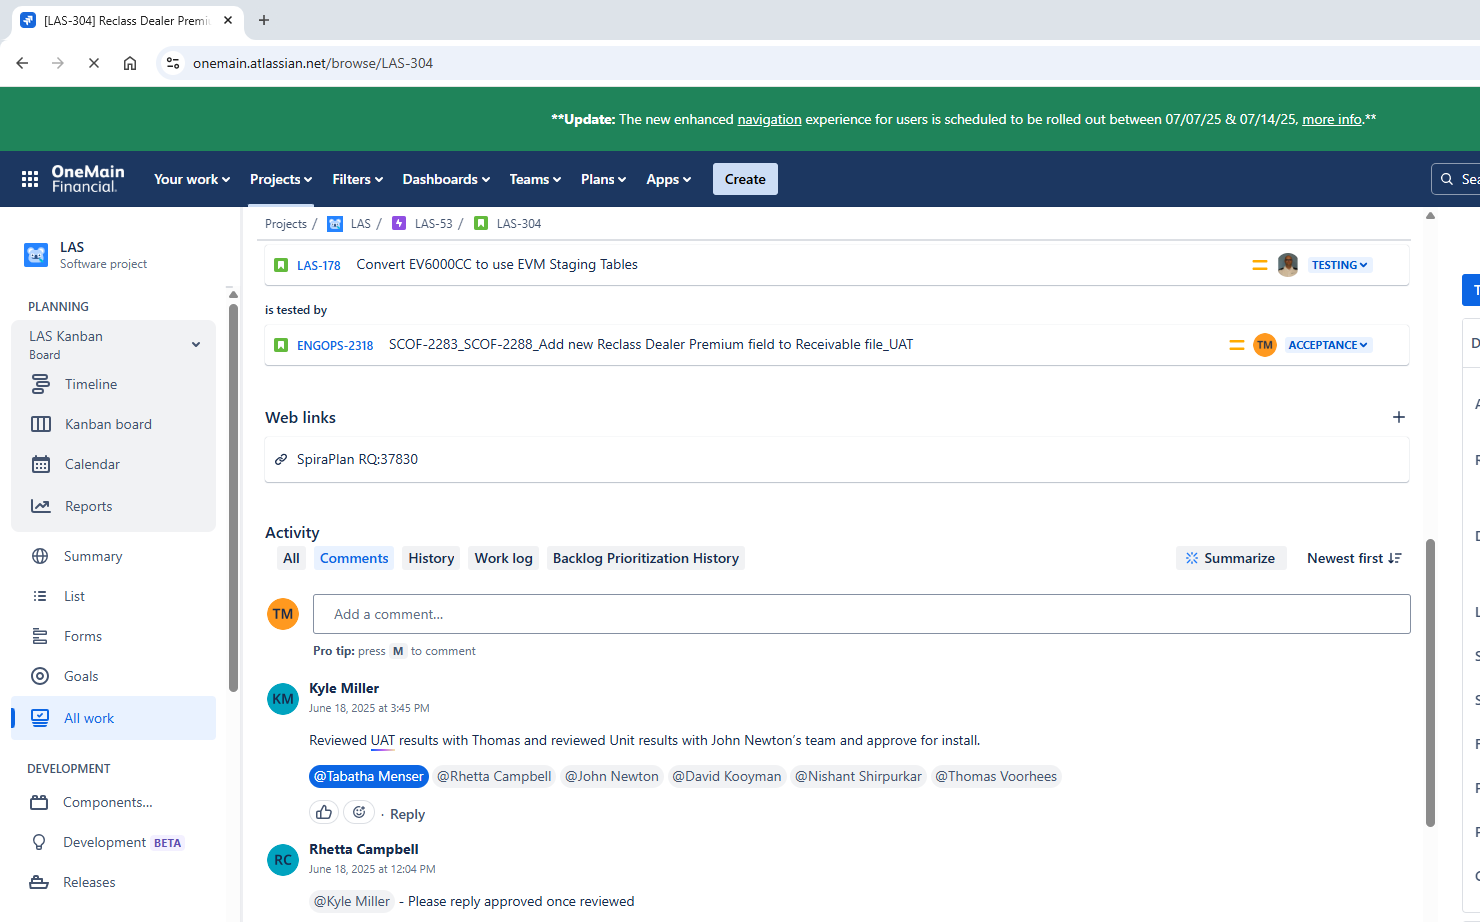 [LAS-304] Reclass Dealer Premi
onemain.atlassian.net/browse/LAS-304
**Update: The new enhanced navigation experience for users is scheduled to be rolled out between 07/07/25 & 07/14/25, more info.**
OneMain Financial.
Your work
Projects
Filters
Dashboards
Teams
Plans
Apps
Create
Sea
LAS
Software project
PLANNING
LAS Kanban
Board
Timeline
Kanban board
Calendar
Reports
Summary
List
Forms
Goals
All work
DEVELOPMENT
Components...
Development BETA
Releases
Projects / LAS / LAS-53 / LAS-304
LAS-178 Convert EV6000CC to use EVM Staging Tables TESTING
is tested by
ENGOPS-2318 SCOF-2283_SCOF-2288_Add new Reclass Dealer Premium field to Receivable file_UAT TM ACCEPTANCE
Web links
SpiraPlan RQ:37830
Activity
All Comments History Work log Backlog Prioritization History Summarize Newest first
TM Add a comment...
Pro tip: press M to comment
KM Kyle Miller
June 18, 2025 at 3:45 PM
Reviewed UAT results with Thomas and reviewed Unit results with John Newton’s team and approve for install.
@Tabatha Menser @Rhetta Campbell @John Newton @David Kooyman @Nishant Shirpurkar @Thomas Voorhees
· Reply
RC Rhetta Campbell
June 18, 2025 at 12:04 PM
@Kyle Miller - Please reply approved once reviewed